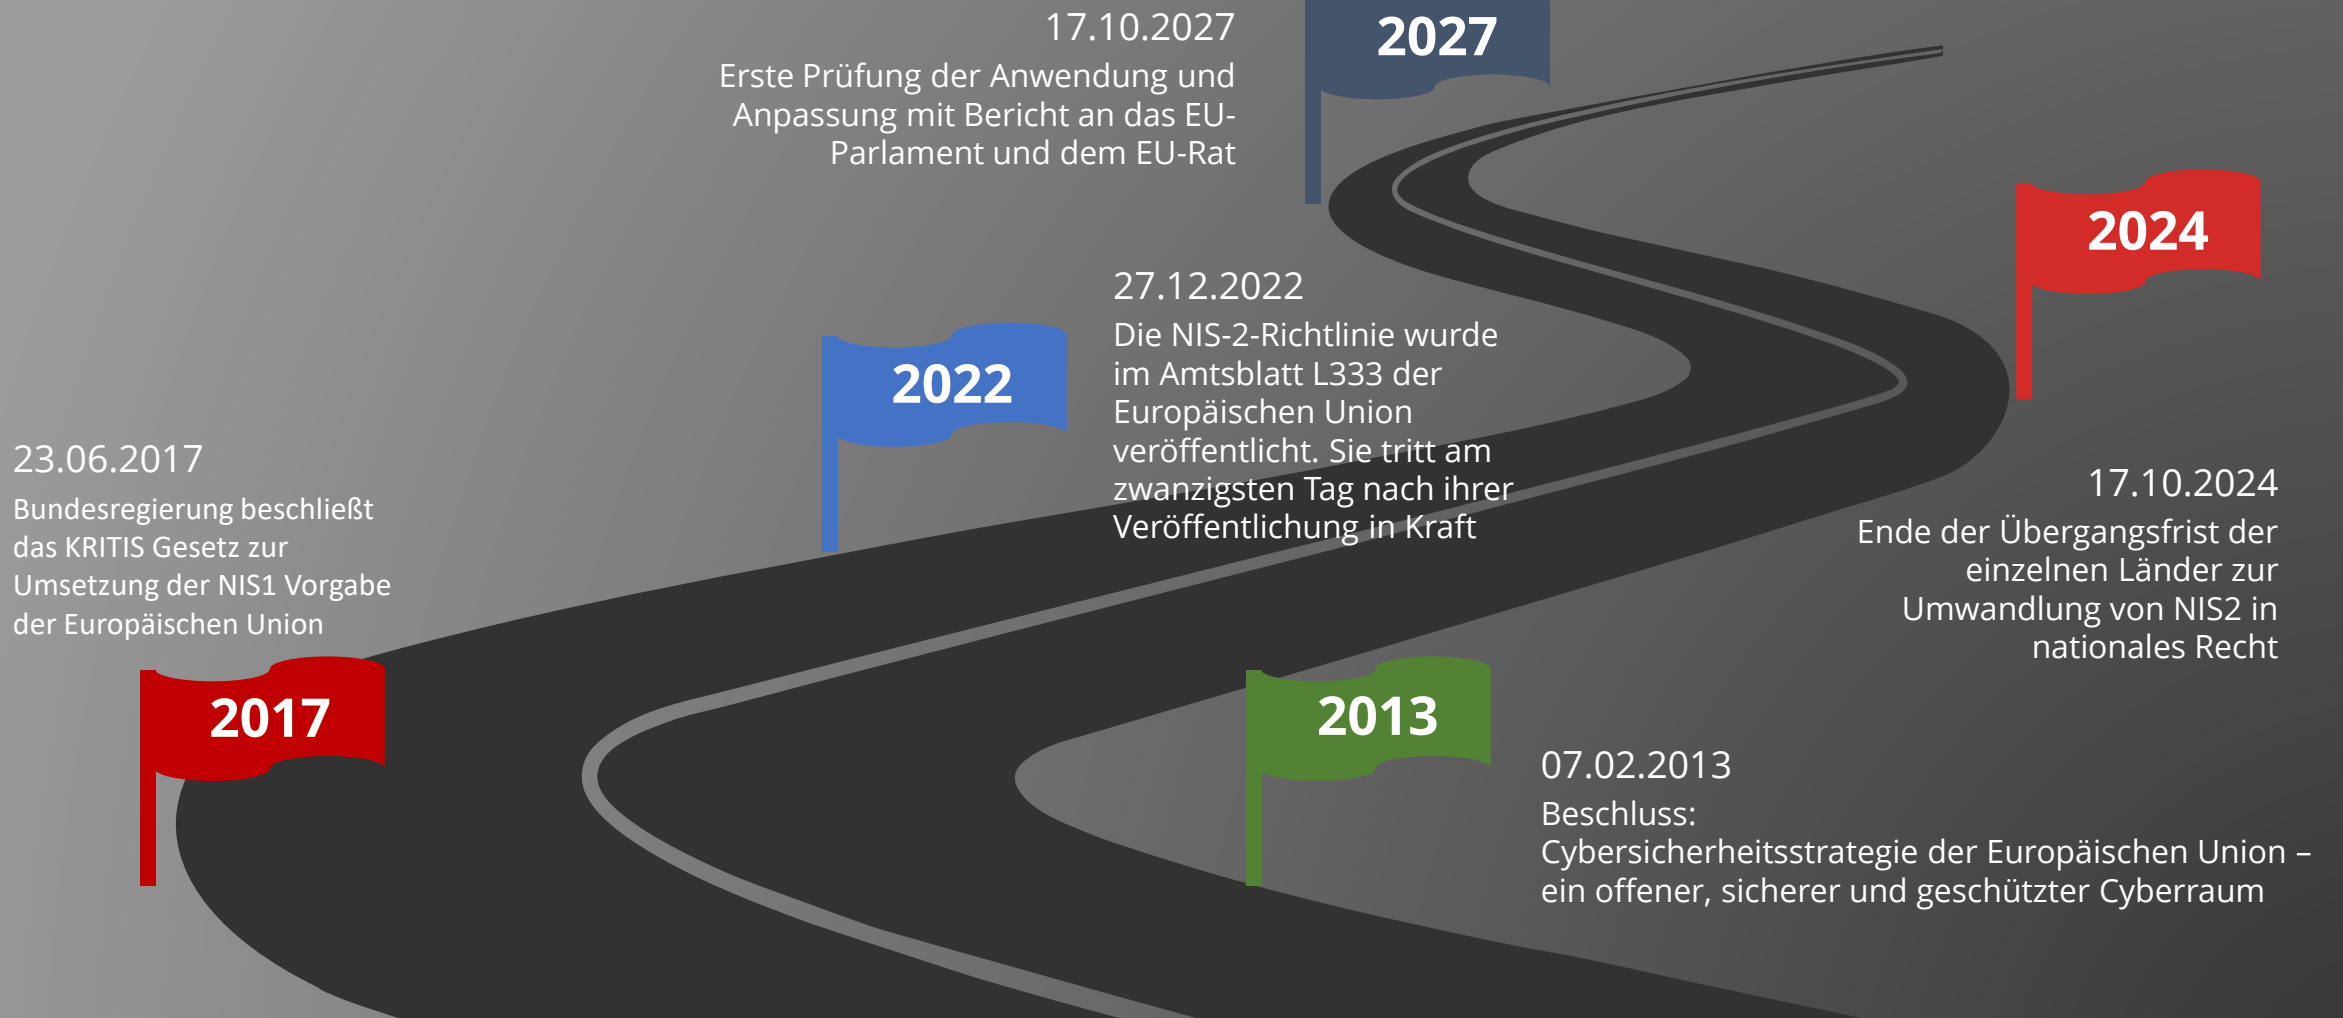 17.10.2027
Erste Prüfung der Anwendung und
Anpassung mit Bericht an das EU-
Parlament und dem EU-Rat
2027
2024
27.12.2022
Die NIS-2-Richtlinie wurde
im Amtsblatt L333 der
Europäischen Union
veröffentlicht. Sie tritt am
zwanzigsten Tag nach ihrer
Veröffentlichung in Kraft
2022
23.06.2017
Bundesregierung beschließt
das KRITIS Gesetz zur
Umsetzung der NIS1 Vorgabe
der Europäischen Union
2017
17.10.2024
Ende der Übergangsfrist der
einzelnen Länder zur
Umwandlung von NIS2 in
nationales Recht
2013
07.02.2013
Beschluss:
Cybersicherheitsstrategie der Europäischen Union –
ein offener, sicherer und geschützter Cyberraum